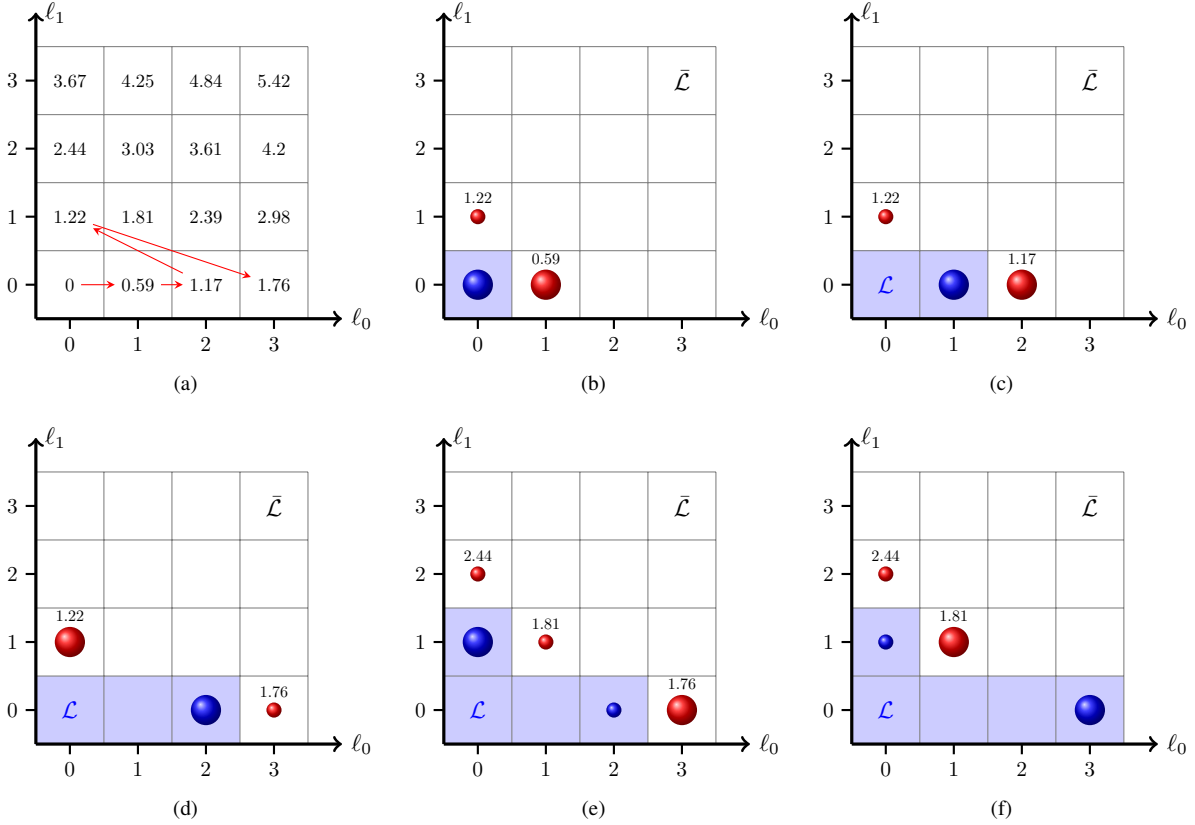 ℓ₁ ℓ₁ ℓ₁
3 3.67 4.25 4.84 5.42 3 ℒ̄ 3 ℒ̄
2 2.44 3.03 3.61 4.2 2 2
1.22 1.22
1 1.22 1.81 2.39 2.98 1 1
0.59 1.17
0 0 0.59 1.17 1.76 0 0 ℒ
ℓ₀ ℓ₀ ℓ₀
0 1 2 3 0 1 2 3 0 1 2 3
(a) (b) (c)
ℓ₁ ℓ₁ ℓ₁
3 ℒ̄ 3 ℒ̄ 3 ℒ̄
2.44 2.44
2 2 2
1.22 1.81 1.81
1 1 1
1.76 1.76
0 ℒ 0 ℒ 0 ℒ
ℓ₀ ℓ₀ ℓ₀
0 1 2 3 0 1 2 3 0 1 2 3
(d) (e) (f)